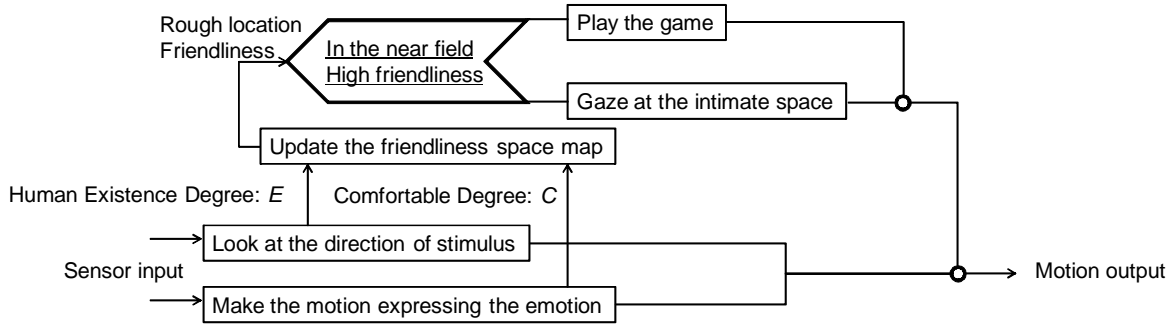 Rough location
Friendliness
In the near field
High friendliness
Play the game
Gaze at the intimate space
Update the friendliness space map
Human Existence Degree: E
Comfortable Degree: C
Look at the direction of stimulus
Sensor input
Motion output
Make the motion expressing the emotion